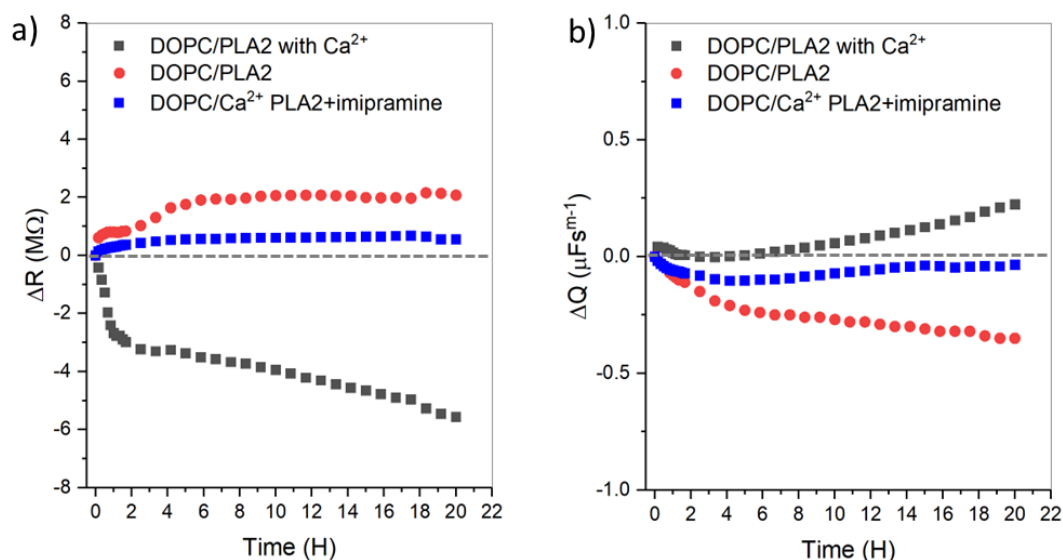 a)
DOPC/PLA2 with Ca²⁺
DOPC/PLA2
DOPC/Ca²⁺ PLA2+imipramine
8
6
4
2
0
-2
-4
-6
-8
ΔR (MΩ)
0 2 4 6 8 10 12 14 16 18 20 22
Time (H)
b)
DOPC/PLA2 with Ca²⁺
DOPC/PLA2
DOPC/Ca²⁺ PLA2+imipramine
1.0
0.5
0.0
-0.5
-1.0
ΔQ (μFsᵐ⁻¹)
0 2 4 6 8 10 12 14 16 18 20 22
Time (H)